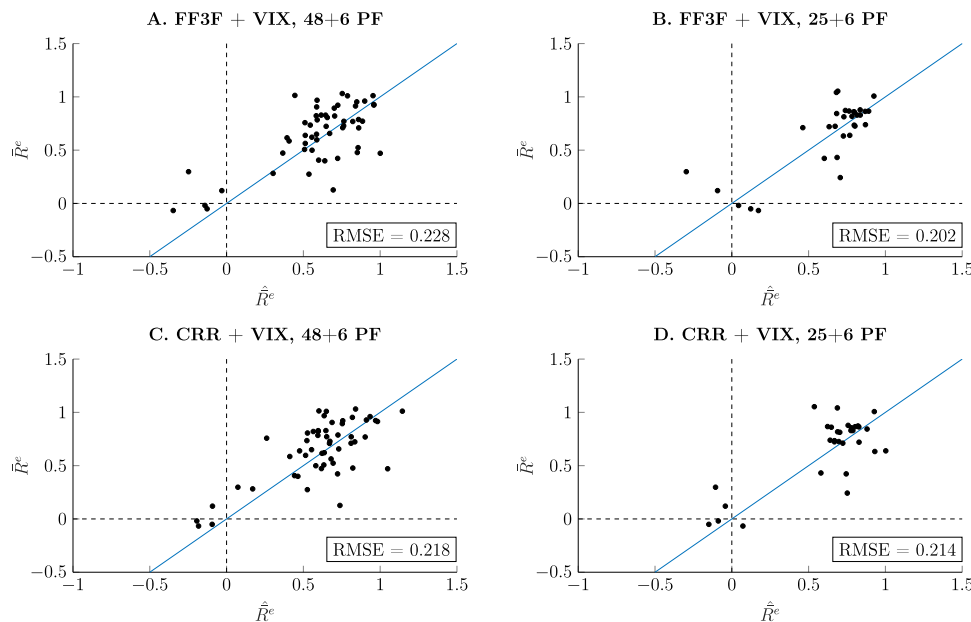 A. FF3F + VIX, 48+6 PF
1.5
1
0.5
0
−0.5
−1
−0.5
0
0.5
1
1.5
R̄ᵉ
R̄̂ᵉ
RMSE = 0.228
B. FF3F + VIX, 25+6 PF
1.5
1
0.5
0
−0.5
−1
−0.5
0
0.5
1
1.5
R̄ᵉ
R̄̂ᵉ
RMSE = 0.202
C. CRR + VIX, 48+6 PF
1.5
1
0.5
0
−0.5
−1
−0.5
0
0.5
1
1.5
R̄ᵉ
R̄̂ᵉ
RMSE = 0.218
D. CRR + VIX, 25+6 PF
1.5
1
0.5
0
−0.5
−1
−0.5
0
0.5
1
1.5
R̄ᵉ
R̄̂ᵉ
RMSE = 0.214